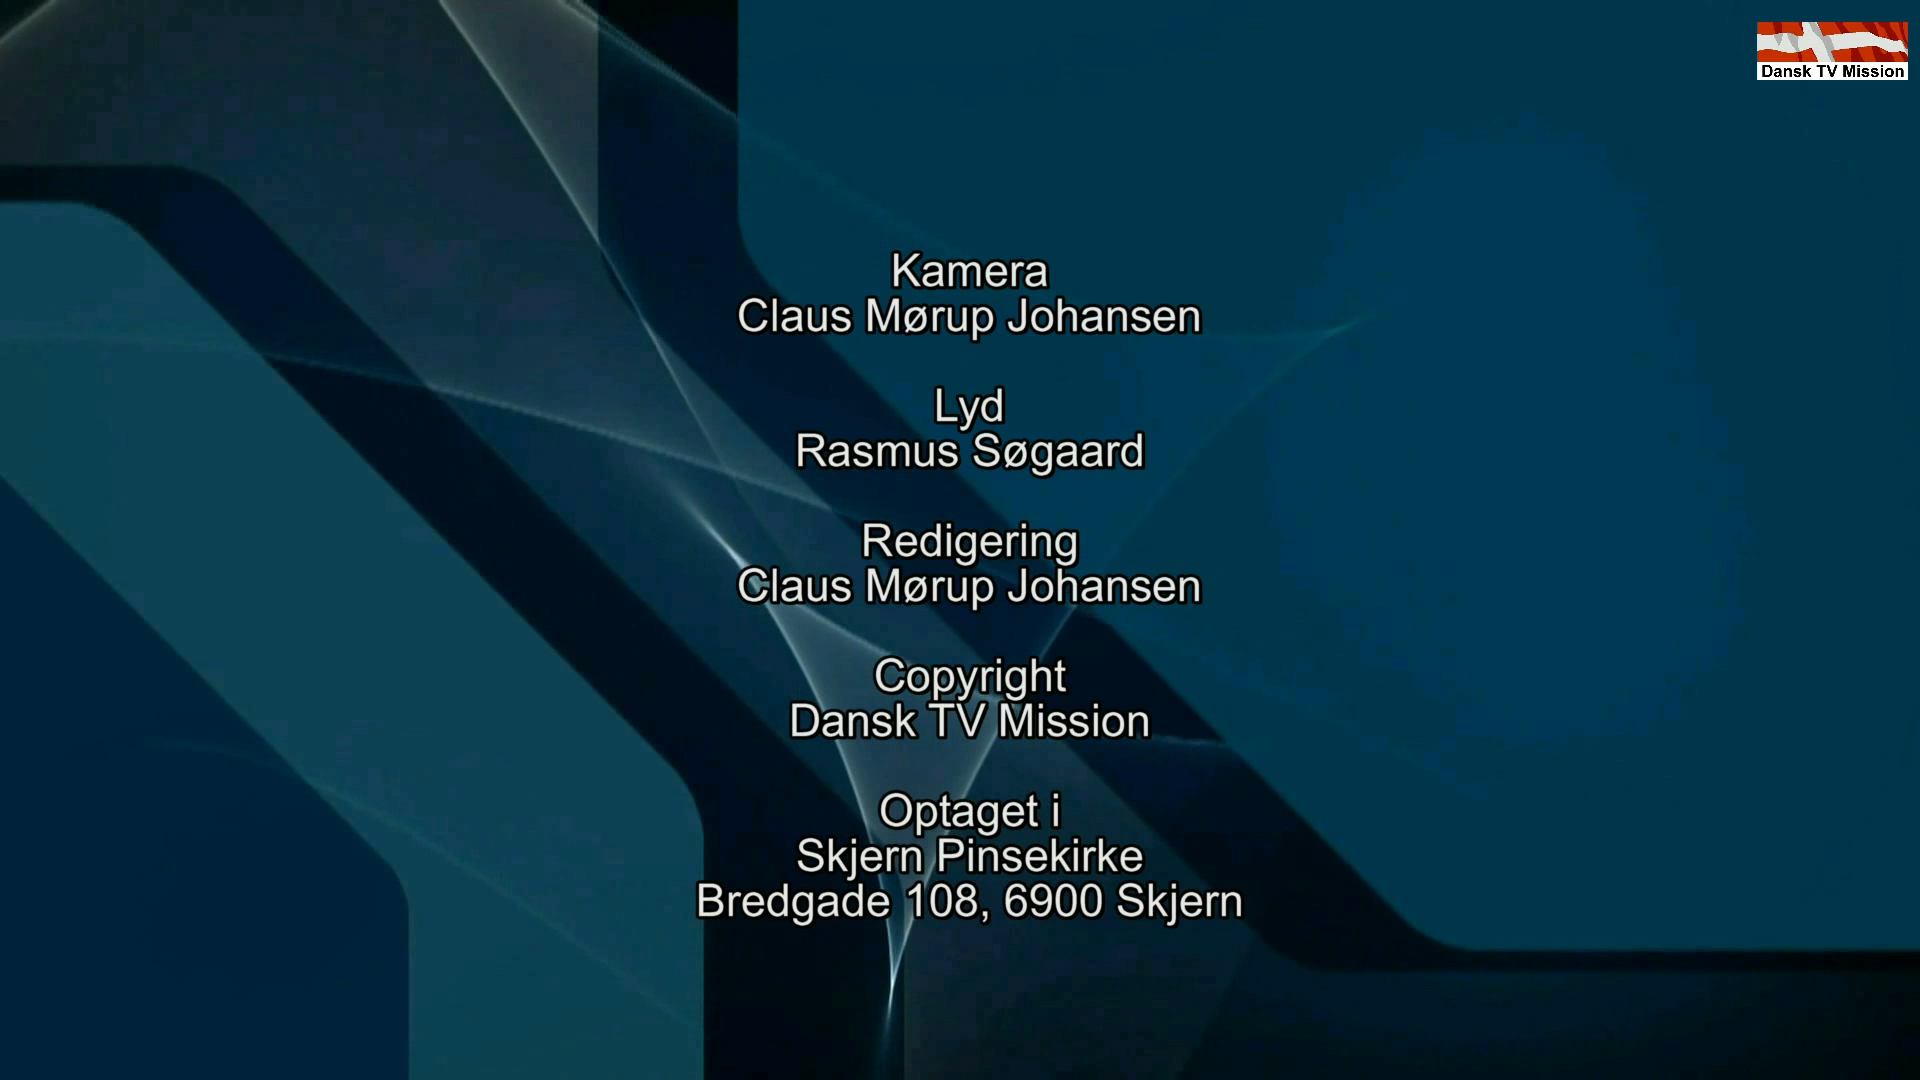 Dansk TV Mission
Kamera
Claus Mørup Johansen
Lyd
Rasmus Søgaard
Redigering
Claus Mørup Johansen
Copyright
Dansk TV Mission
Optaget i
Skjern Pinsekirke
Bredgade 108, 6900 Skjern